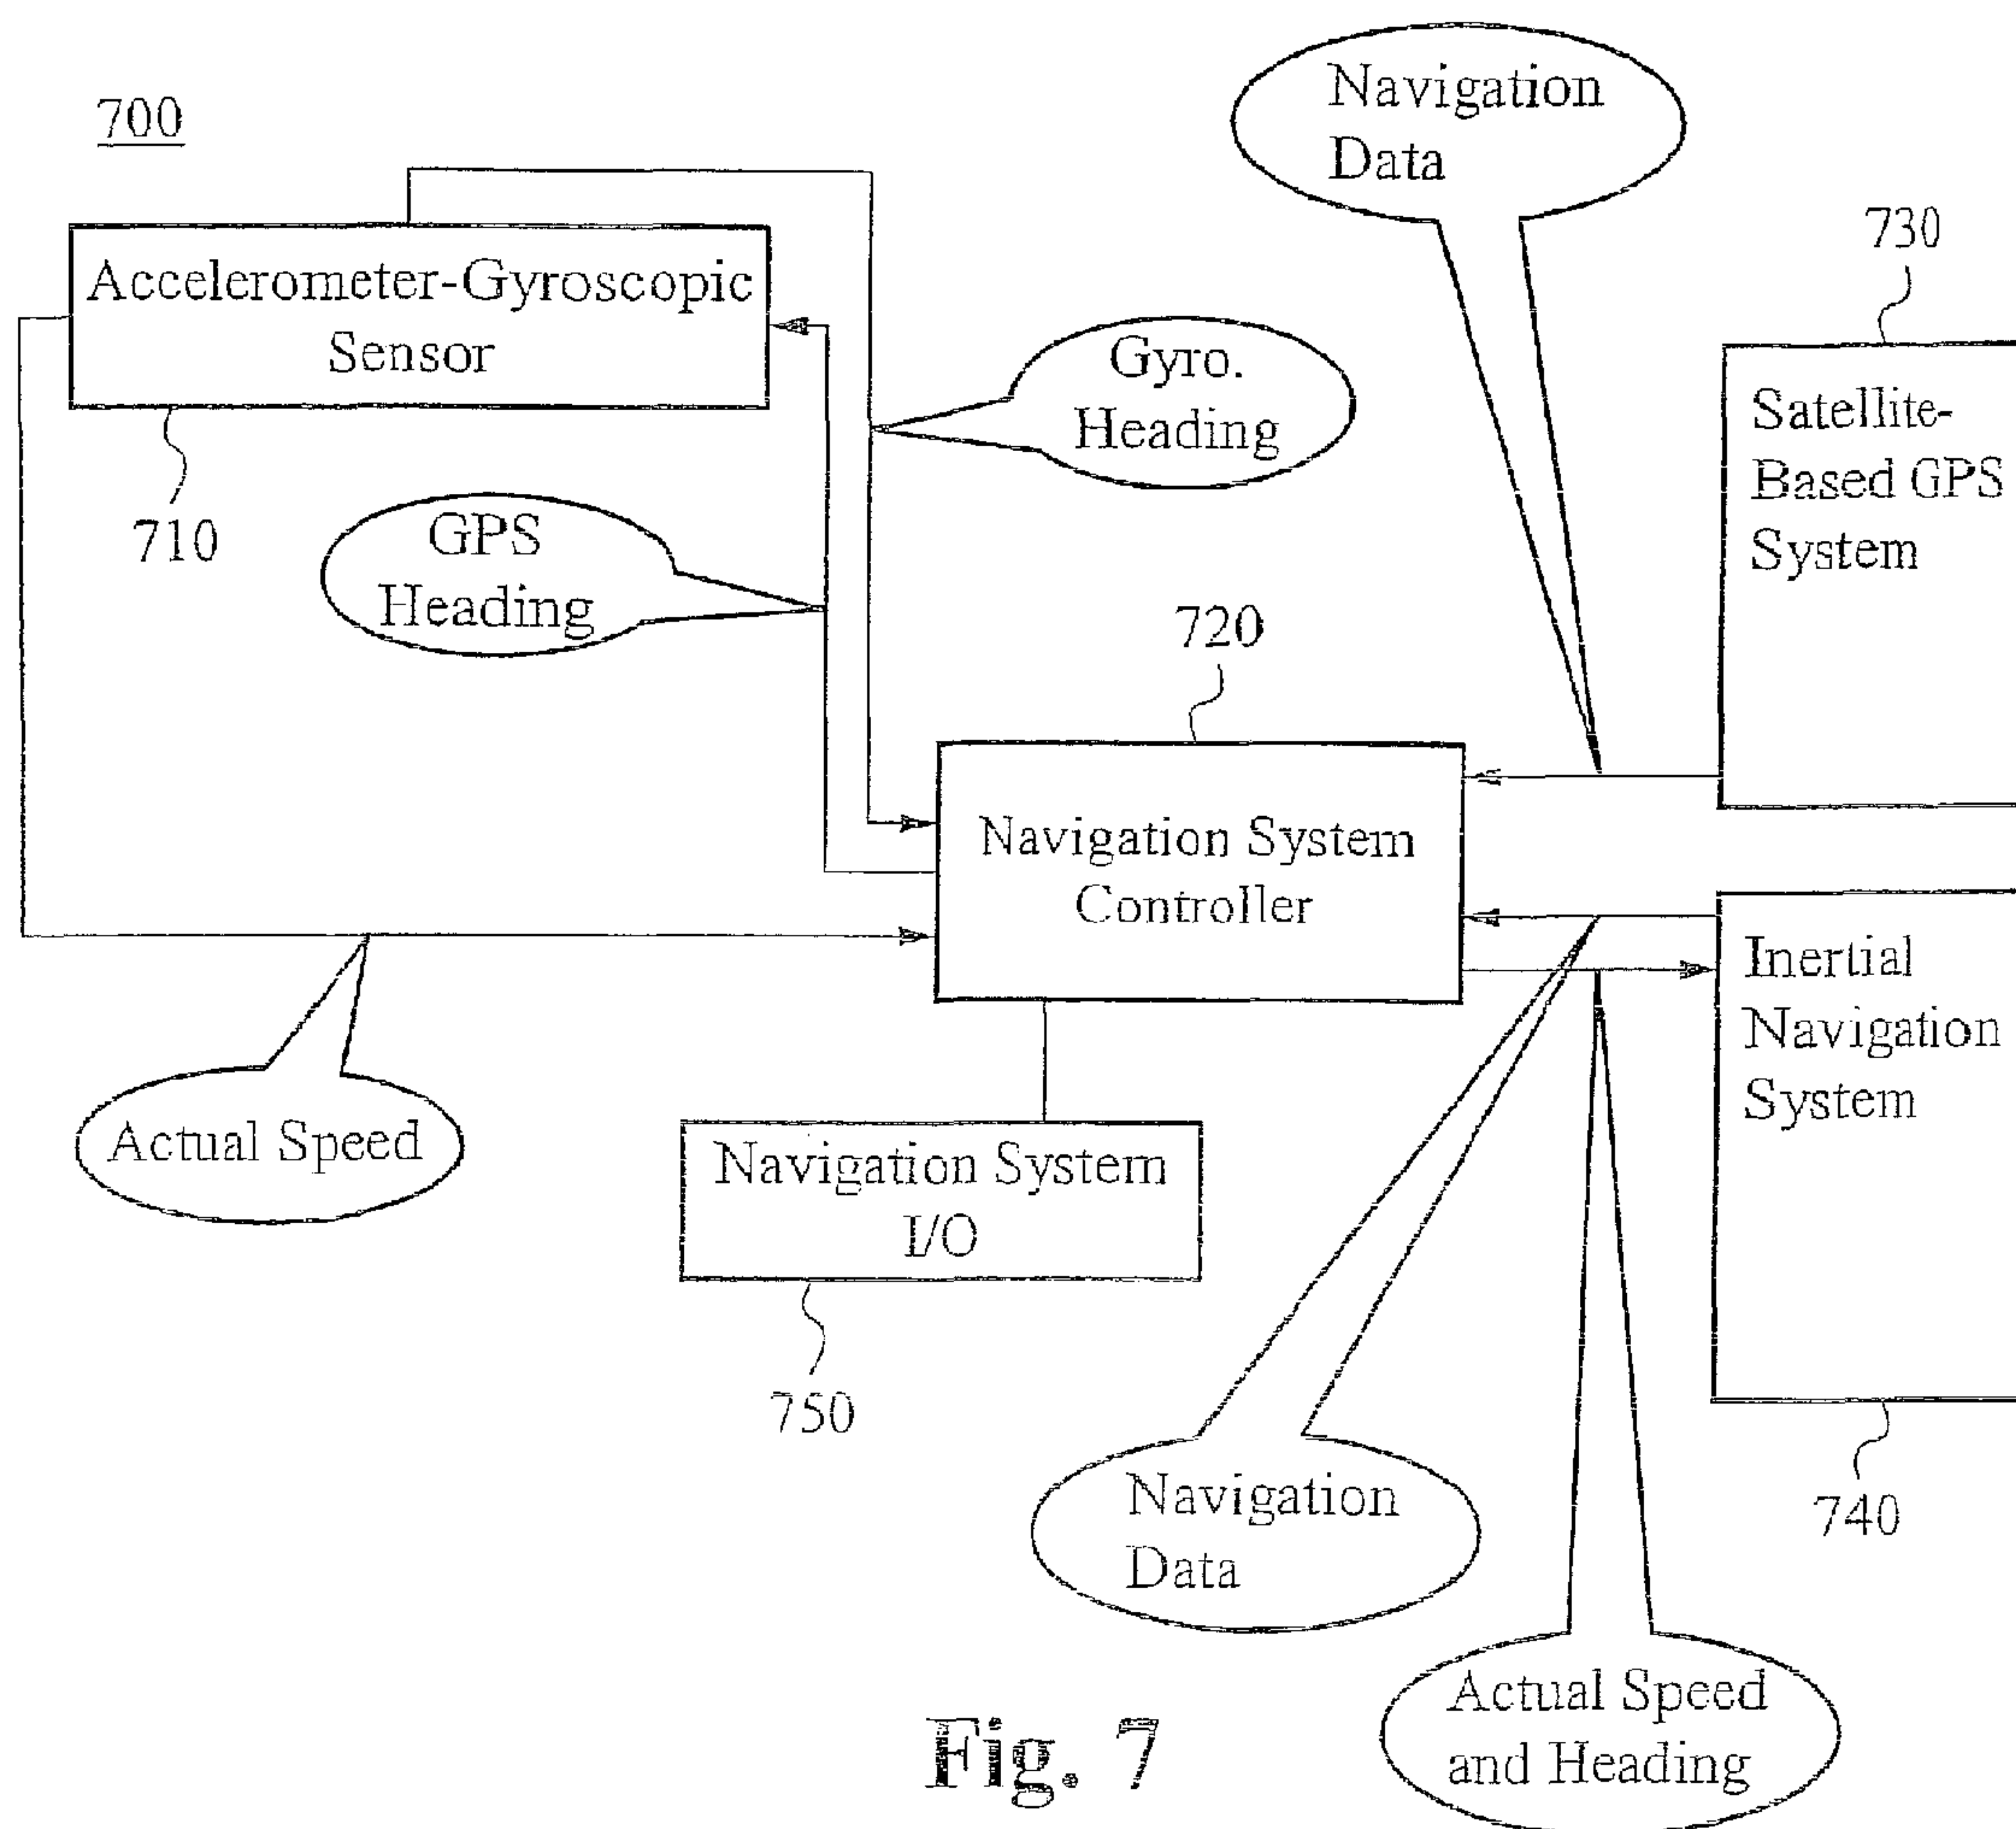 700
Navigation
Data
730
Accelerometer-Gyroscopic
Sensor
Gyro.
Heading
Satellite-
Based GPS
System
710
GPS
Heading
720
Navigation System
Controller
Inertial
Navigation
System
Actual Speed
Navigation System
I/O
750
Navigation
Data
740
Actual Speed
and Heading
Fig. 7